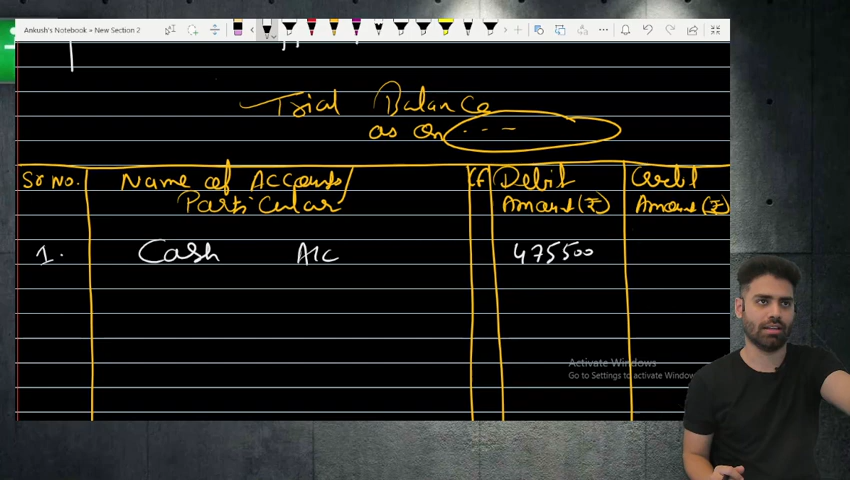 Ankush's Notebook » New Section 2
Trial Balance
as on ---
Sr No. Name of Accounts/ LF Debit Credit
Particular Amount (₹) Amount (₹)
1. Cash A/C 475500
Activate Windows
Go to Settings to activate Window